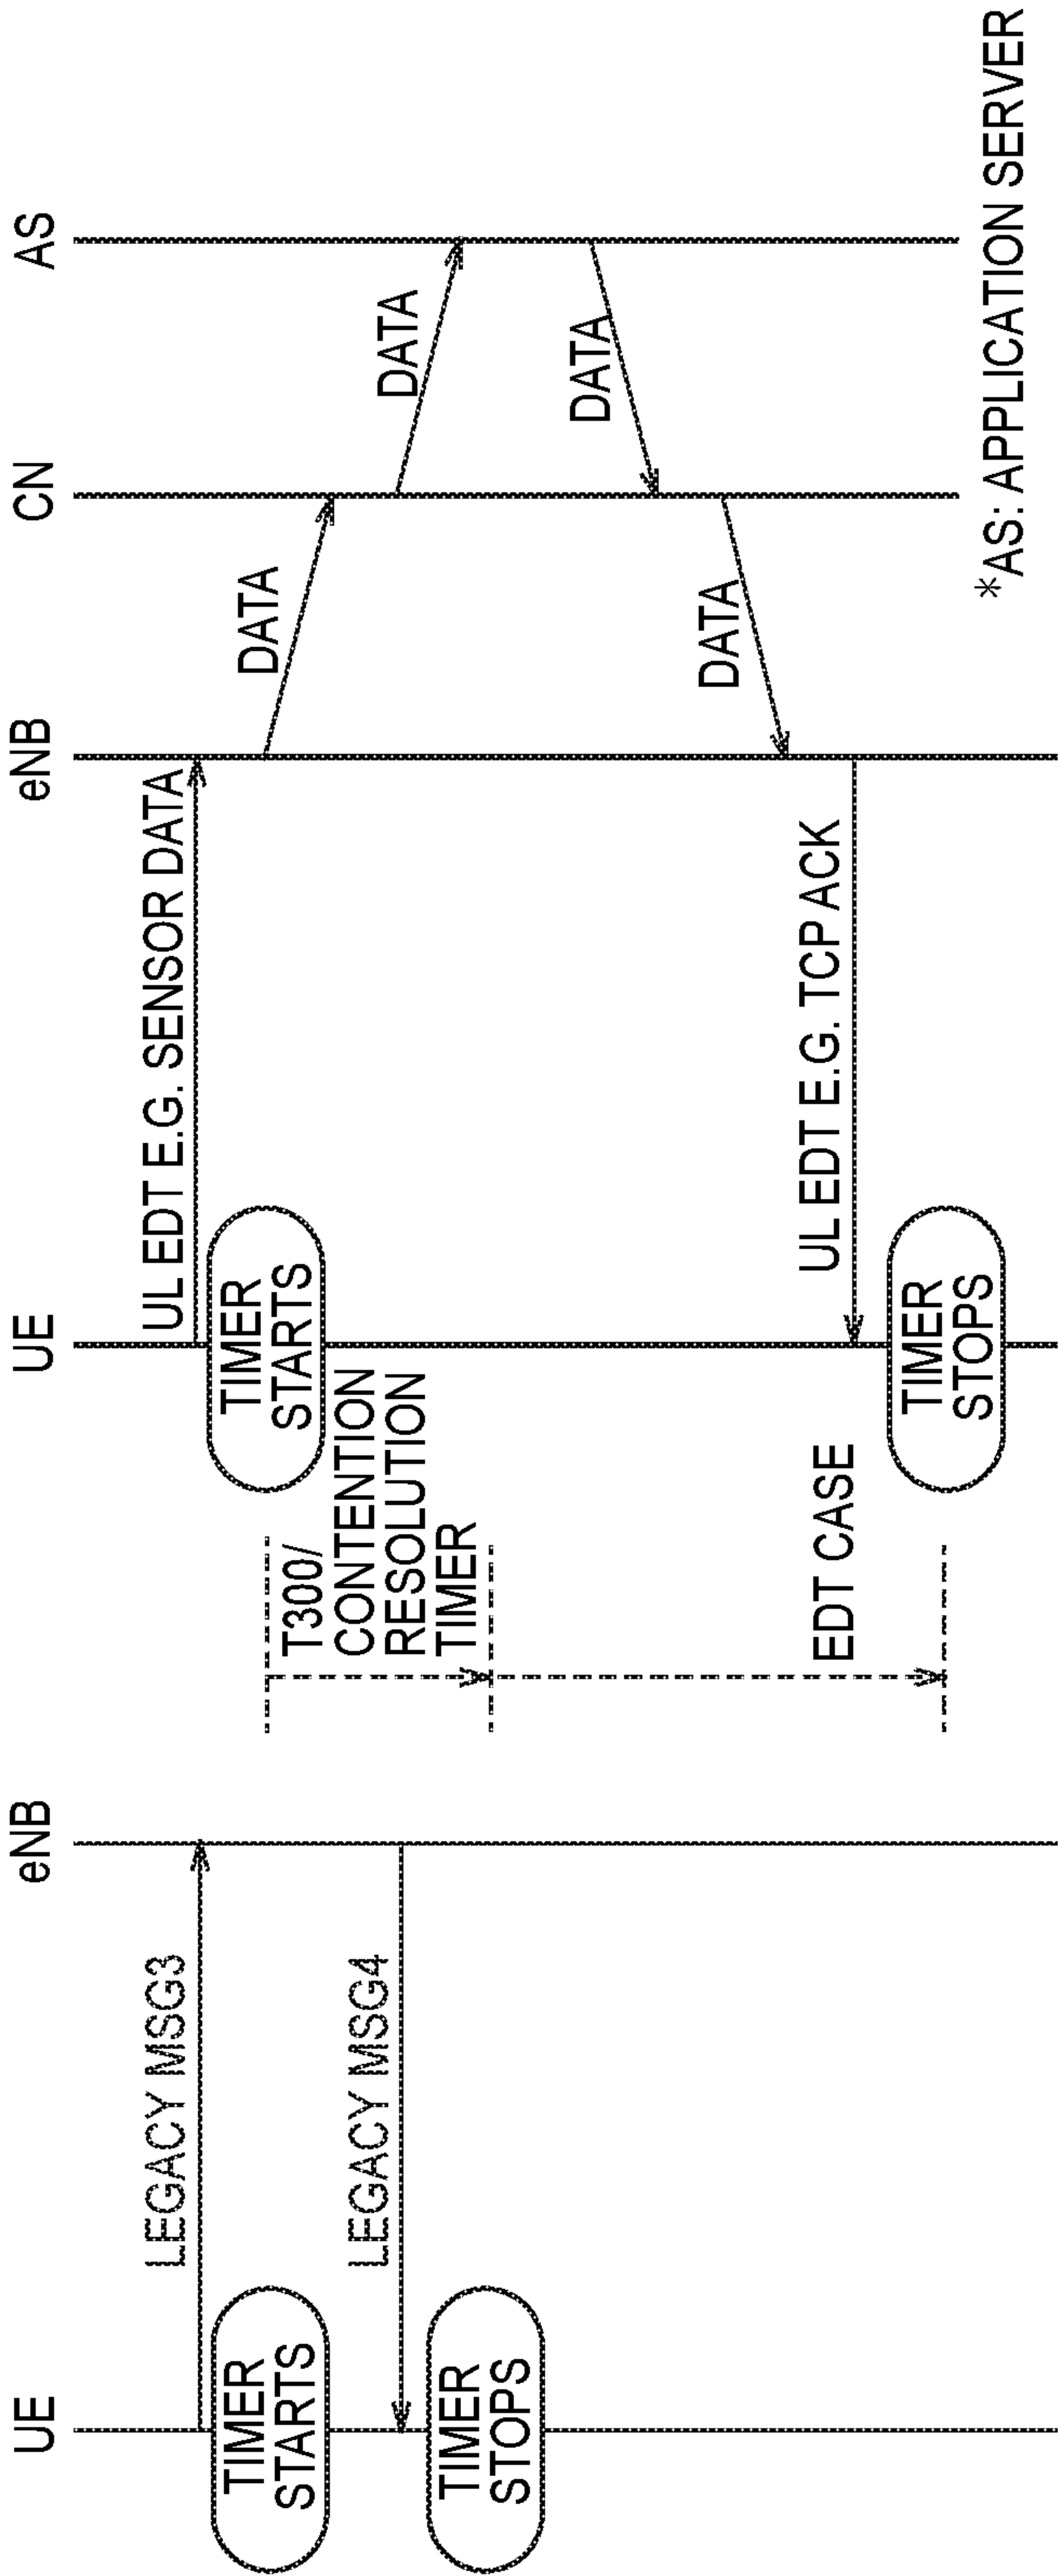 UE
eNB
LEGACY MSG3
TIMER
STARTS
LEGACY MSG4
TIMER
STOPS
T300/
CONTENTION
RESOLUTION
TIMER
EDT CASE
UE
eNB
CN
AS
UL EDT E.G. SENSOR DATA
TIMER
STARTS
DATA
DATA
DATA
DATA
UL EDT E.G. TCP ACK
TIMER
STOPS
*AS: APPLICATION SERVER